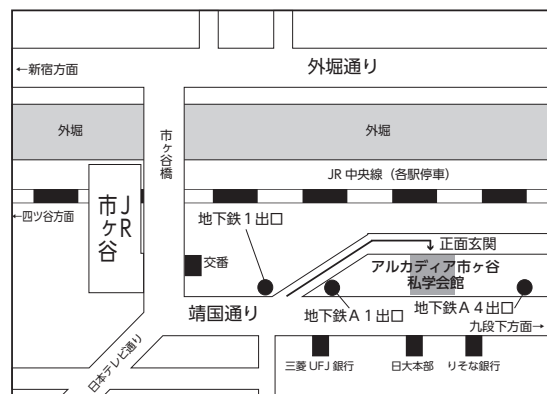 ←新宿方面
外堀通り
外堀
市ヶ谷橋
外堀
JR中央線（各駅停車）
←四ツ谷方面
JR
市ヶ谷
地下鉄1出口
正面玄関
交番
アルカディア市ヶ谷
私学会館
靖国通り
地下鉄A1出口
地下鉄A4出口
九段下方面→
日本テレビ通り
三菱UFJ銀行
日大本部
りそな銀行